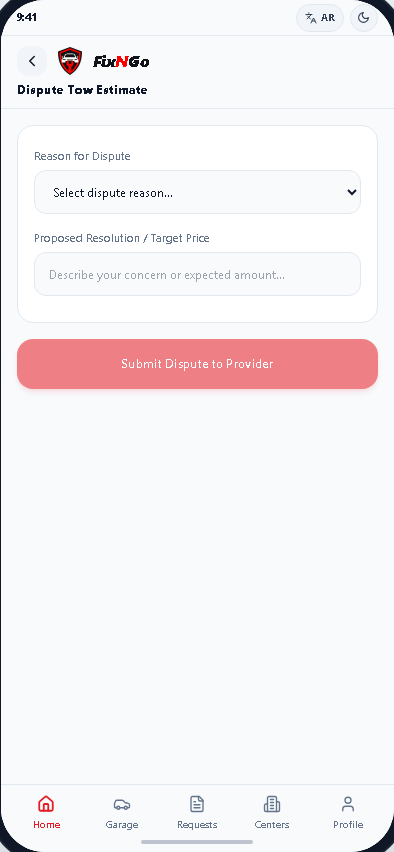 9:41
AR
FixNGo
Dispute Tow Estimate
Reason for Dispute
Select dispute reason...
Proposed Resolution / Target Price
Describe your concern or expected amount...
Submit Dispute to Provider
Home
Garage
Requests
Centers
Profile